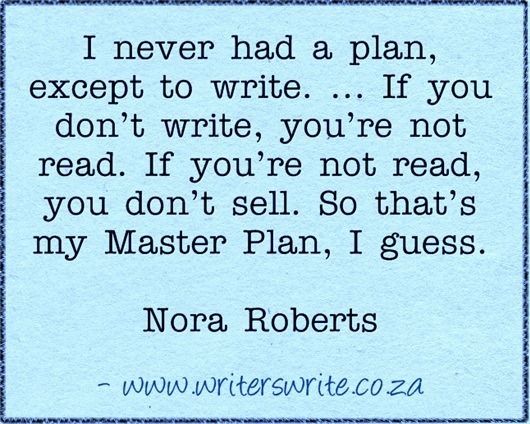 I never had a plan,
except to write. ... If you
don't write, you're not
read. If you're not read,
you don't sell. So that's
my Master Plan, I guess.
Nora Roberts
- www.writerswrite.co.za